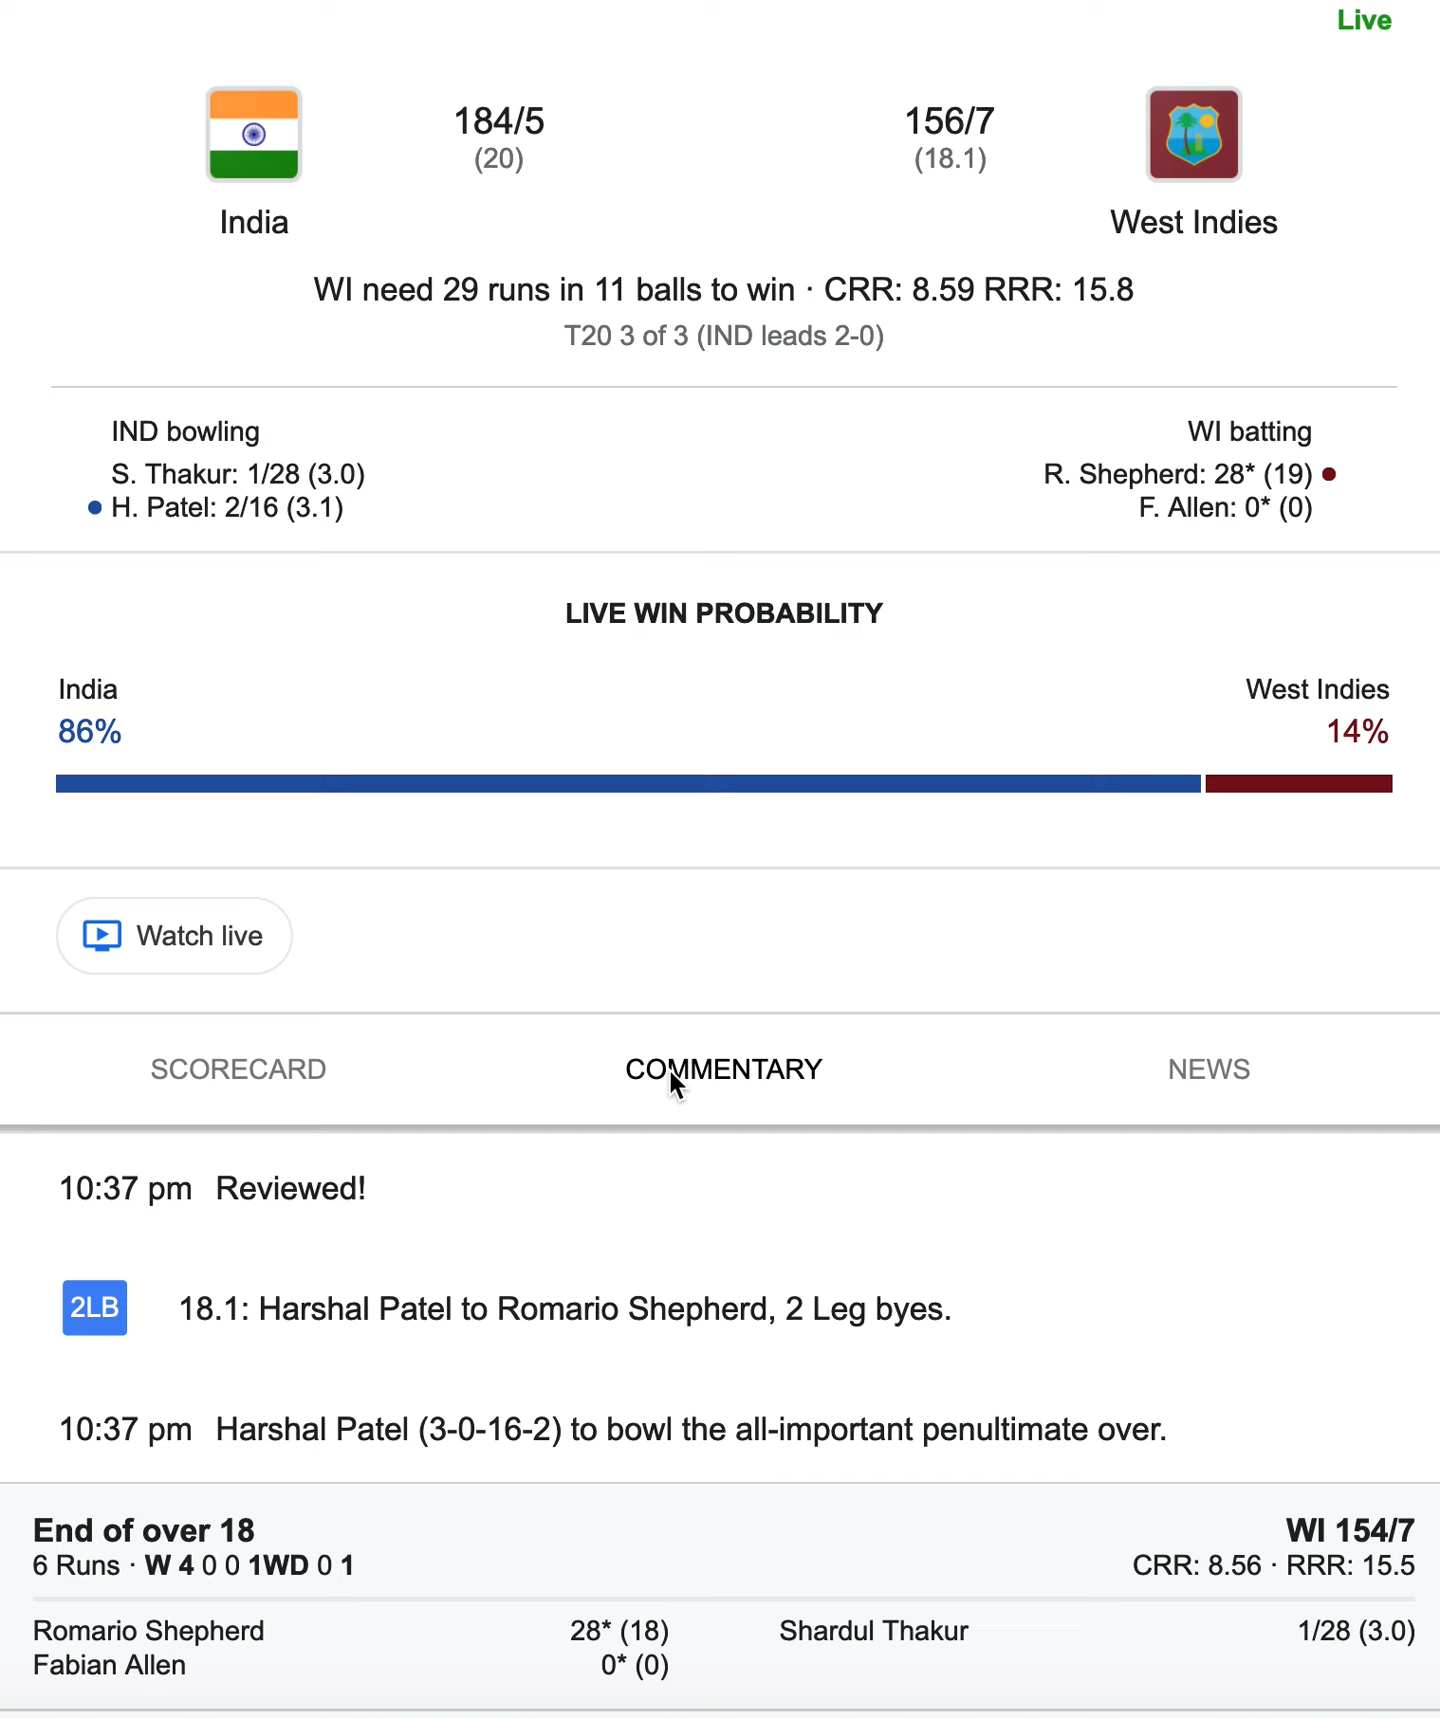 Live
184/5
(20)
156/7
(18.1)
India
West Indies
WI need 29 runs in 11 balls to win · CRR: 8.59 RRR: 15.8
T20 3 of 3 (IND leads 2-0)
IND bowling
S. Thakur: 1/28 (3.0)
H. Patel: 2/16 (3.1)
WI batting
R. Shepherd: 28* (19)
F. Allen: 0* (0)
LIVE WIN PROBABILITY
India
86%
West Indies
14%
Watch live
SCORECARD
COMMENTARY
NEWS
10:37 pm Reviewed!
2LB 18.1: Harshal Patel to Romario Shepherd, 2 Leg byes.
10:37 pm Harshal Patel (3-0-16-2) to bowl the all-important penultimate over.
End of over 18 WI 154/7
6 Runs · W 4 0 0 1WD 0 1 CRR: 8.56 · RRR: 15.5
Romario Shepherd 28* (18) Shardul Thakur 1/28 (3.0)
Fabian Allen 0* (0)